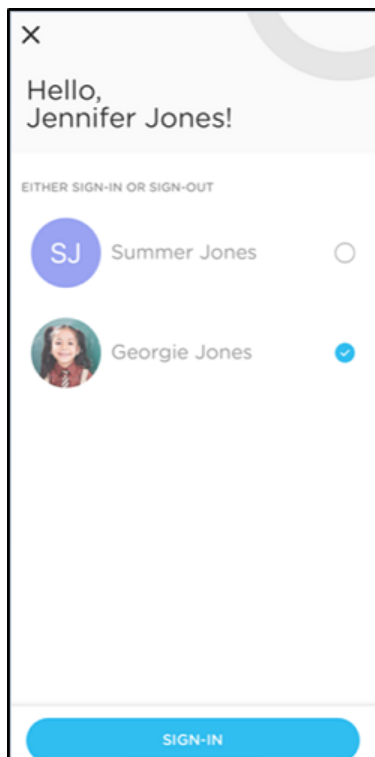 Hello,
Jennifer Jones!
EITHER SIGN-IN OR SIGN-OUT
SJ
Summer Jones
Georgie Jones
SIGN-IN